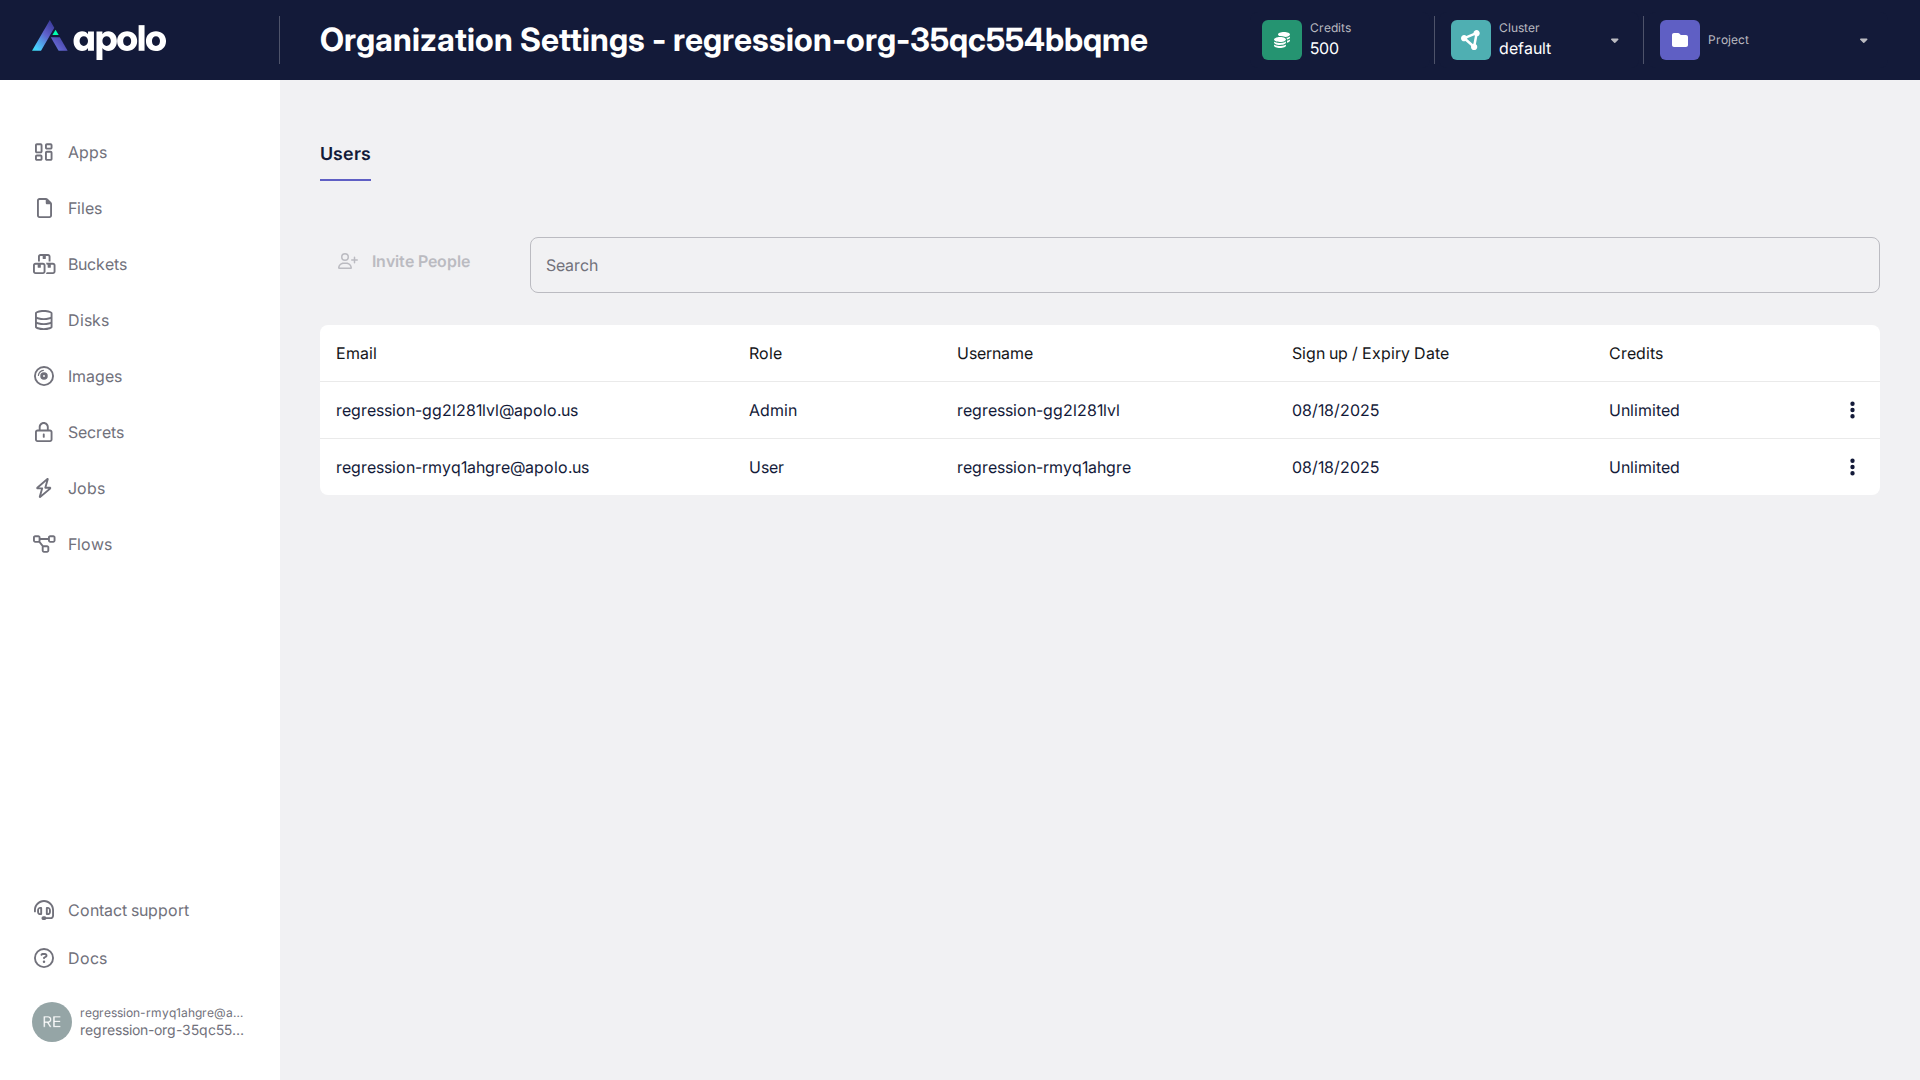 apolo
Organization Settings - regression-org-35qc554bbqme
Credits
500
Cluster
default
Project
Apps
Files
Buckets
Disks
Images
Secrets
Jobs
Flows
Contact support
Docs
RE
regression-rmyq1ahgre@a...
regression-org-35qc55...
Users
Invite People
Search
Email Role Username Sign up / Expiry Date Credits
regression-gg2l281lvl@apolo.us Admin regression-gg2l281lvl 08/18/2025 Unlimited
regression-rmyq1ahgre@apolo.us User regression-rmyq1ahgre 08/18/2025 Unlimited